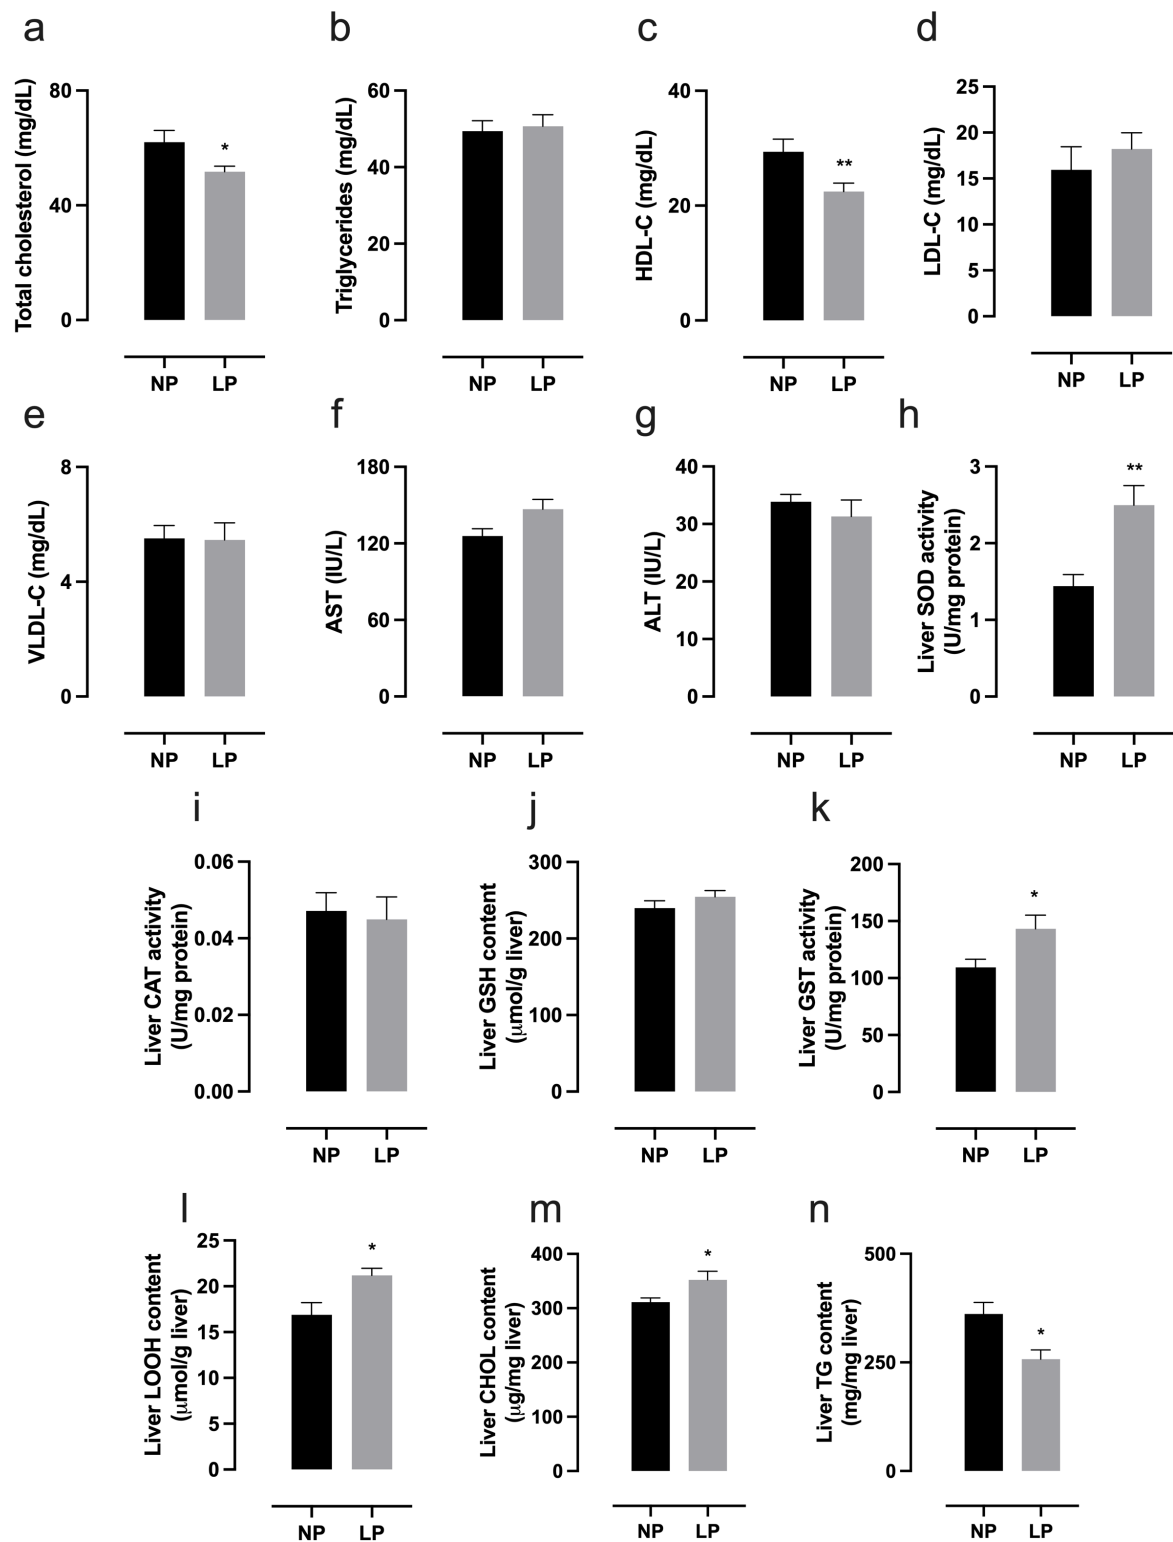 a
b
c
d
Total cholesterol (mg/dL)
80
40
0
*
NP LP
Triglycerides (mg/dL)
60
40
20
0
NP LP
HDL-C (mg/dL)
40
20
0
**
NP LP
LDL-C (mg/dL)
25
20
15
10
5
0
NP LP
e
f
g
h
VLDL-C (mg/dL)
8
4
0
NP LP
AST (IU/L)
180
120
60
0
NP LP
ALT (IU/L)
40
30
20
10
0
NP LP
Liver SOD activity
(U/mg protein)
3
2
1
0
**
NP LP
i
j
k
Liver CAT activity
(U/mg protein)
0.06
0.04
0.02
0.00
NP LP
Liver GSH content
(μmol/g liver)
300
200
100
0
NP LP
Liver GST activity
(U/mg protein)
200
150
100
50
0
*
NP LP
l
m
n
Liver LOOH content
(μmol/g liver)
25
20
15
10
5
0
*
NP LP
Liver CHOL content
(μg/mg liver)
400
300
200
100
0
*
NP LP
Liver TG content
(mg/mg liver)
500
250
0
*
NP LP